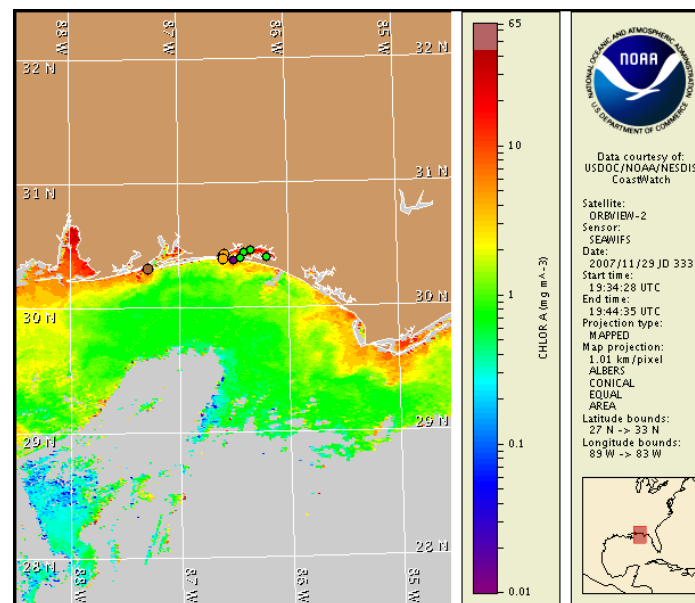 88 W
87 W
86 W
85 W
32 N
32 N
31 N
31 N
30 N
30 N
29 N
29 N
28 N
28 N
88 W
87 W
86 W
85 W
65
10
1
0.1
0.01
CHLOR A (mg m^-3)
NATIONAL OCEANIC AND ATMOSPHERIC ADMINISTRATION
NOAA
U.S. DEPARTMENT OF COMMERCE
Data courtesy of:
USDOC/NOAA/NESDIS
CoastWatch
Satellite:
ORBVIEW-2
Sensor:
SEAWIFS
Date:
2007/11/29 JD 333
Start time:
19:34:28 UTC
End time:
19:44:35 UTC
Projection type:
MAPPED
Map projection:
1.01 km/pixel
ALBERS
CONICAL
EQUAL
AREA
Latitude bounds:
27 N -> 33 N
Longitude bounds:
89 W -> 83 W